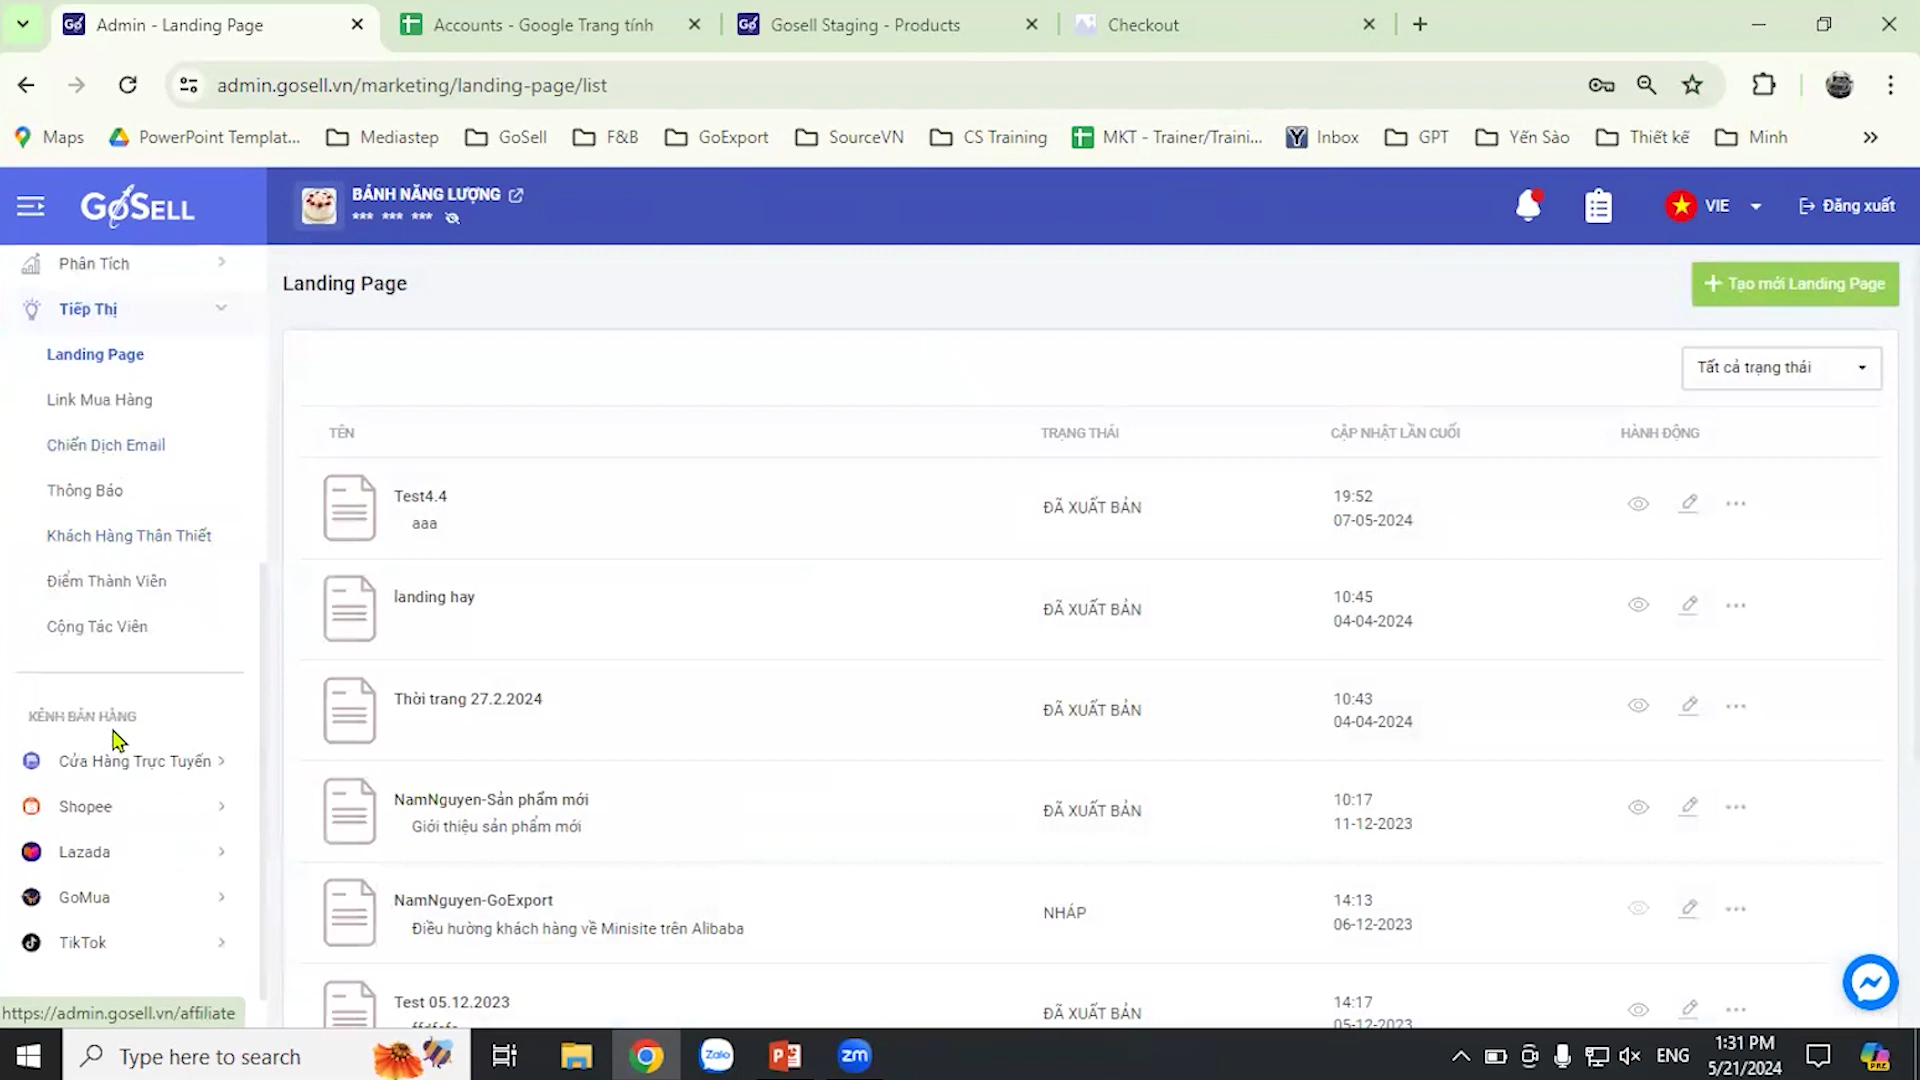 Admin - Landing Page
Accounts - Google Trang tính
Gosell Staging - Products
Checkout
admin.gosell.vn/marketing/landing-page/list
Maps
PowerPoint Templat...
Mediastep
GoSell
F&B
GoExport
SourceVN
CS Training
MKT - Trainer/Traini...
Inbox
GPT
Yến Sào
Thiết kế
Minh
GoSELL
BÁNH NĂNG LƯỢNG
*** *** ***
VIE
Đăng xuất
Phân Tích
Tiếp Thị
Landing Page
Link Mua Hàng
Chiến Dịch Email
Thông Báo
Khách Hàng Thân Thiết
Điểm Thành Viên
Cộng Tác Viên
KÊNH BÁN HÀNG
Cửa Hàng Trực Tuyến
Shopee
Lazada
GoMua
TikTok
https://admin.gosell.vn/affiliate
Landing Page
+ Tạo mới Landing Page
Tất cả trạng thái
TÊN
TRẠNG THÁI
CẬP NHẬT LẦN CUỐI
HÀNH ĐỘNG
Test4.4
aaa
ĐÃ XUẤT BẢN
19:52
07-05-2024
landing hay
ĐÃ XUẤT BẢN
10:45
04-04-2024
Thời trang 27.2.2024
ĐÃ XUẤT BẢN
10:43
04-04-2024
NamNguyen-Sản phẩm mới
Giới thiệu sản phẩm mới
ĐÃ XUẤT BẢN
10:17
11-12-2023
NamNguyen-GoExport
Điều hường khách hàng về Minisite trên Alibaba
NHÁP
14:13
06-12-2023
Test 05.12.2023
ĐÃ XUẤT BẢN
14:17
05-12-2023
Type here to search
Zalo
zm
ENG
1:31 PM
5/21/2024
PRE